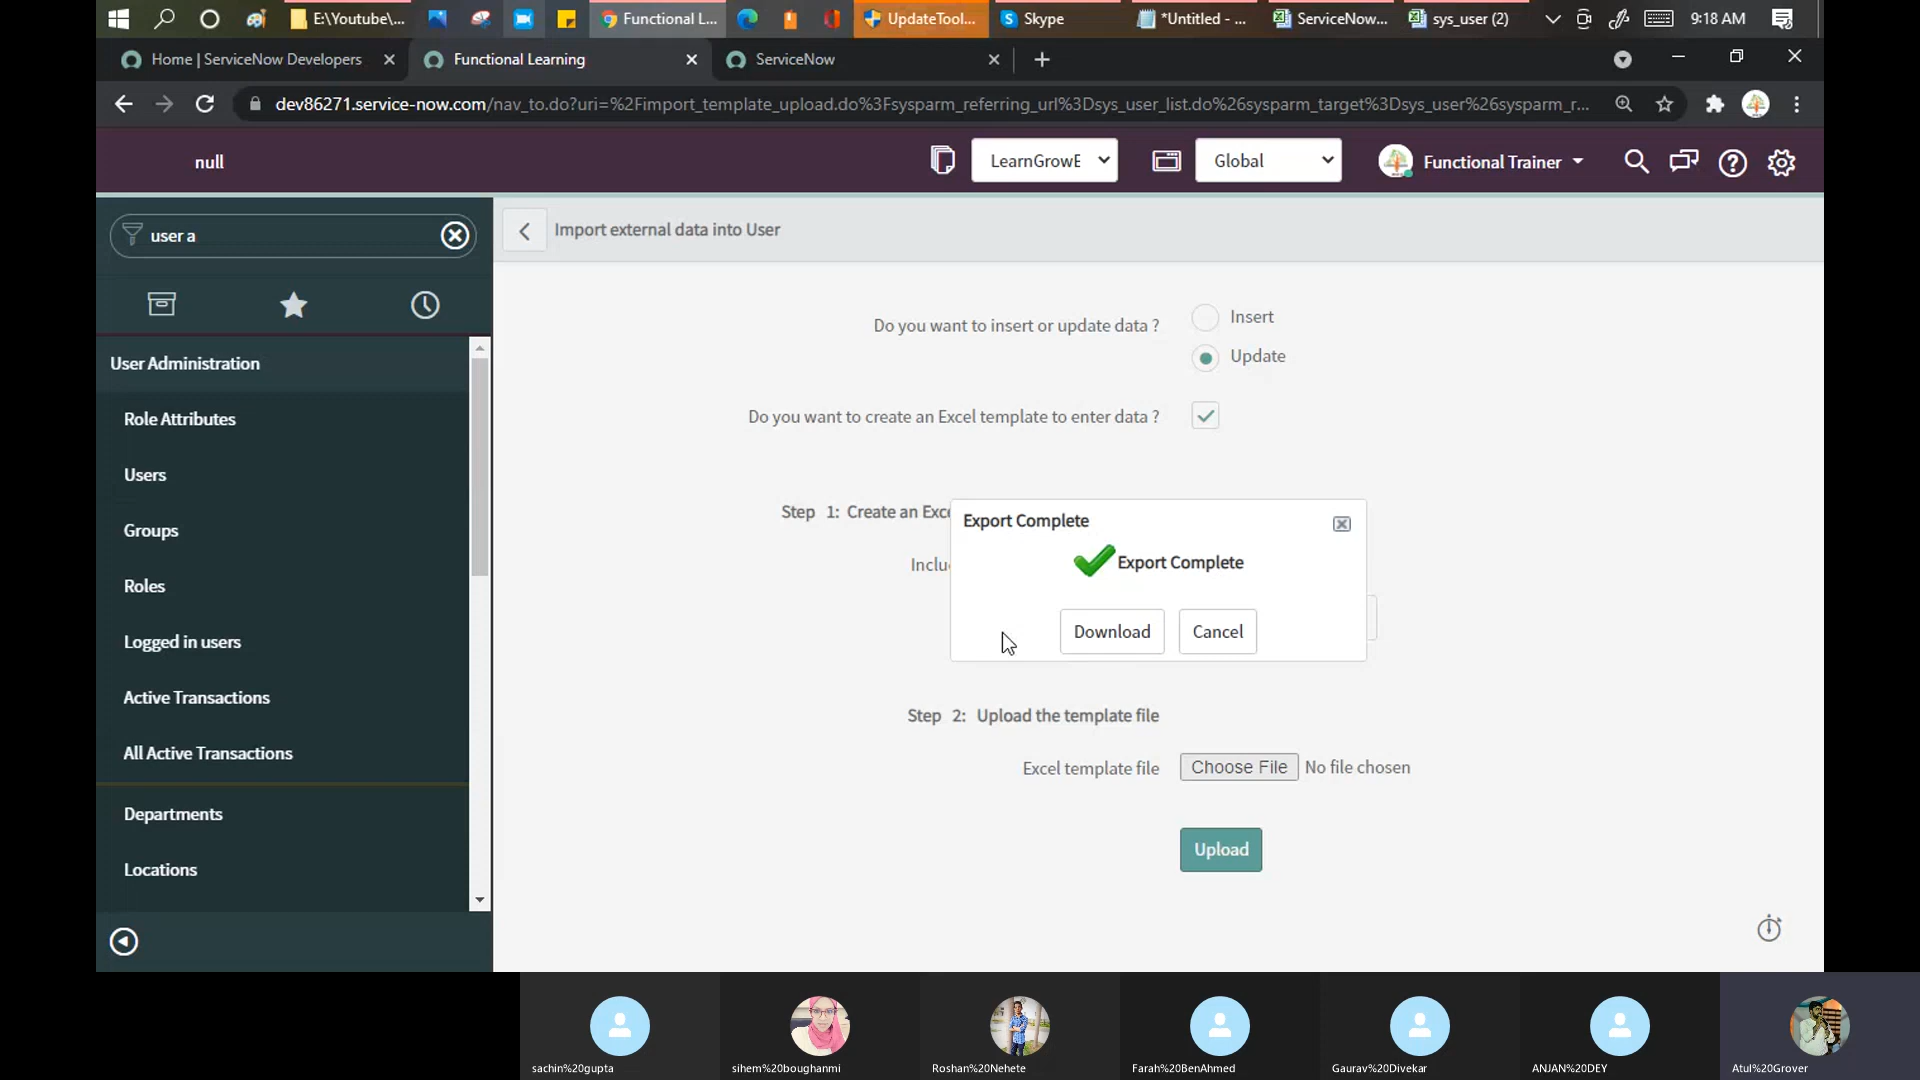 E:\Youtube\...
Functional L...
UpdateTool...
Skype
*Untitled - ...
ServiceNow...
sys_user (2)
9:18 AM
Home | ServiceNow Developers
Functional Learning
ServiceNow
dev86271.service-now.com/nav_to.do?uri=%2Fimport_template_upload.do%3Fsysparm_referring_url%3Dsys_user_list.do%26sysparm_target%3Dsys_user%26sysparm_r...
null
LearnGrowE
Global
Functional Trainer
user a
Import external data into User
User Administration
Role Attributes
Users
Groups
Roles
Logged in users
Active Transactions
All Active Transactions
Departments
Locations
Do you want to insert or update data ?
Insert
Update
Do you want to create an Excel template to enter data ?
Step 1: Create an Exce
Inclu
Export Complete
Export Complete
Download
Cancel
Step 2: Upload the template file
Excel template file
Choose File
No file chosen
Upload
sachin%20gupta
sihem%20boughanmi
Roshan%20Nehete
Farah%20BenAhmed
Gaurav%20Divekar
ANJAN%20DEY
Atul%20Grover